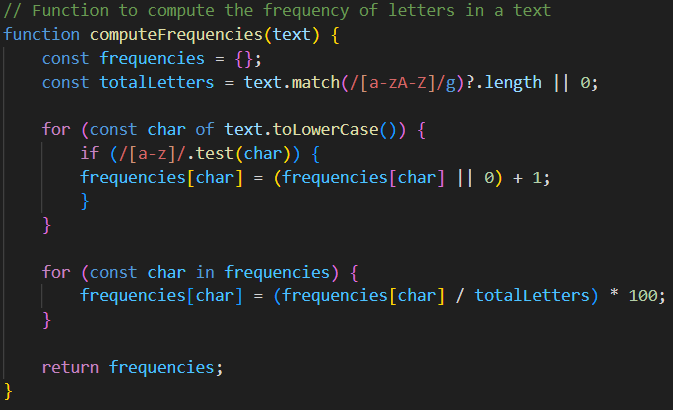 // Function to compute the frequency of letters in a text
function computeFrequencies(text) {
    const frequencies = {};
    const totalLetters = text.match(/[a-zA-Z]/g)?.length || 0;

    for (const char of text.toLowerCase()) {
        if (/[a-z]/.test(char)) {
        frequencies[char] = (frequencies[char] || 0) + 1;
        }
    }

    for (const char in frequencies) {
        frequencies[char] = (frequencies[char] / totalLetters) * 100;
    }

    return frequencies;
}